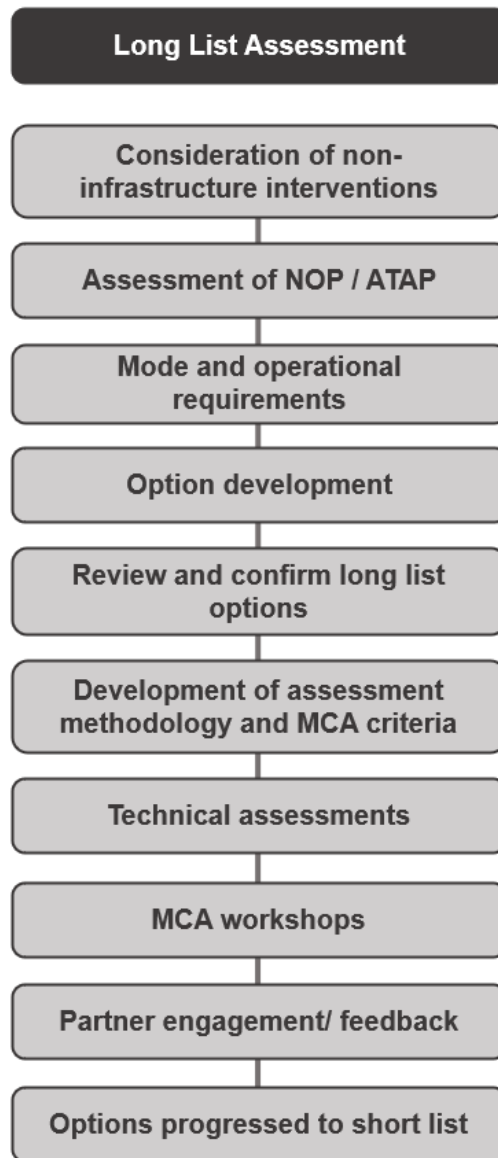 Long List Assessment
Consideration of non-
infrastructure interventions
Assessment of NOP / ATAP
Mode and operational
requirements
Option development
Review and confirm long list
options
Development of assessment
methodology and MCA criteria
Technical assessments
MCA workshops
Partner engagement/ feedback
Options progressed to short list